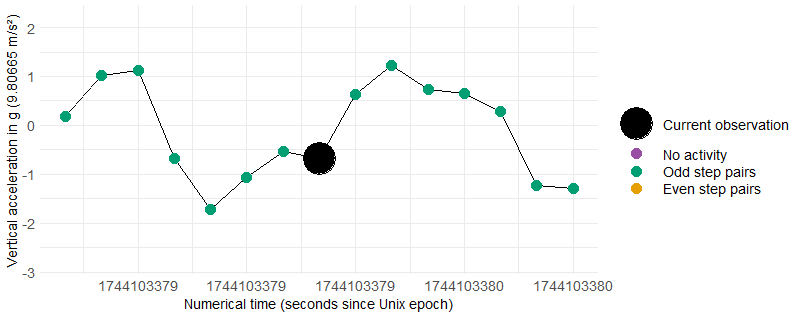 Vertical acceleration in g (9.80665 m/s²)
2
1
0
-1
-2
-3
1744103379 1744103379 1744103379 1744103380 1744103380
Numerical time (seconds since Unix epoch)
Current observation
No activity
Odd step pairs
Even step pairs